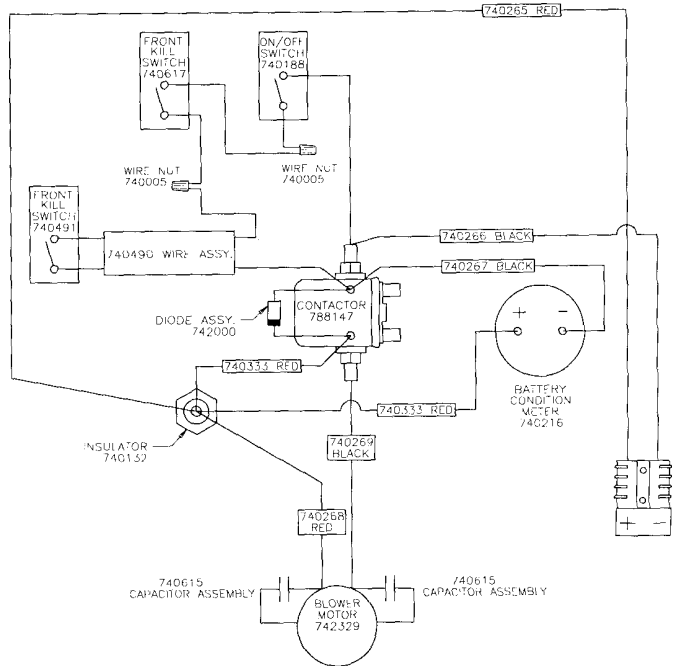 740265 RED
FRONT
KILL
SWITCH
740617
ON/OFF
SWITCH
740188
WIRE NUT
740005
WIRE NUT
740005
FRONT
KILL
SWITCH
740491
740490 WIRE ASSY.
740266 BLACK
740267 BLACK
CONTACTOR
788147
DIODE ASSY.
742000
+ -
740333 RED
740333 RED
BATTERY
CONDITION
METER
740216
INSULATOR
740132
740269
BLACK
740268
RED
+ -
740615
CAPACITOR ASSEMBLY
740615
CAPACITOR ASSEMBLY
BLOWER
MOTOR
742329